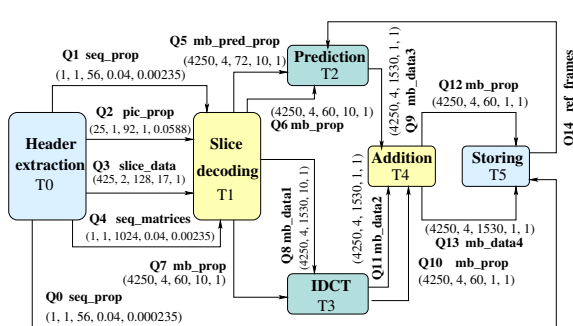 Q5 mb_pred_prop
(4250, 4, 72, 10, 1)
Q1 seq_prop
(1, 1, 56, 0.04, 0.00235)
Prediction
T2
(4250, 4, 1530, 1, 1)
Q9 mb_data3
Q12 mb_prop
(4250, 4, 60, 1, 1)
Q14 ref_frames
Q2 pic_prop
(25, 1, 92, 1, 0.0588)
(4250, 4, 60, 10, 1)
Q6 mb_prop
Header
extraction
T0
Q3 slice_data
(425, 2, 128, 17, 1)
Slice
decoding
T1
Addition
T4
Storing
T5
Q4 seq_matrices
(1, 1, 1024, 0.04, 0.00235)
Q8 mb_data1
(4250, 4, 1530, 10, 1)
(4250, 4, 1530, 1, 1)
Q11 mb_data2
(4250, 4, 1530, 1, 1)
Q13 mb_data4
Q7 mb_prop
(4250, 4, 60, 10, 1)
Q10 mb_prop
(4250, 4, 60, 1, 1)
IDCT
T3
Q0 seq_prop
(1, 1, 56, 0.04, 0.000235)